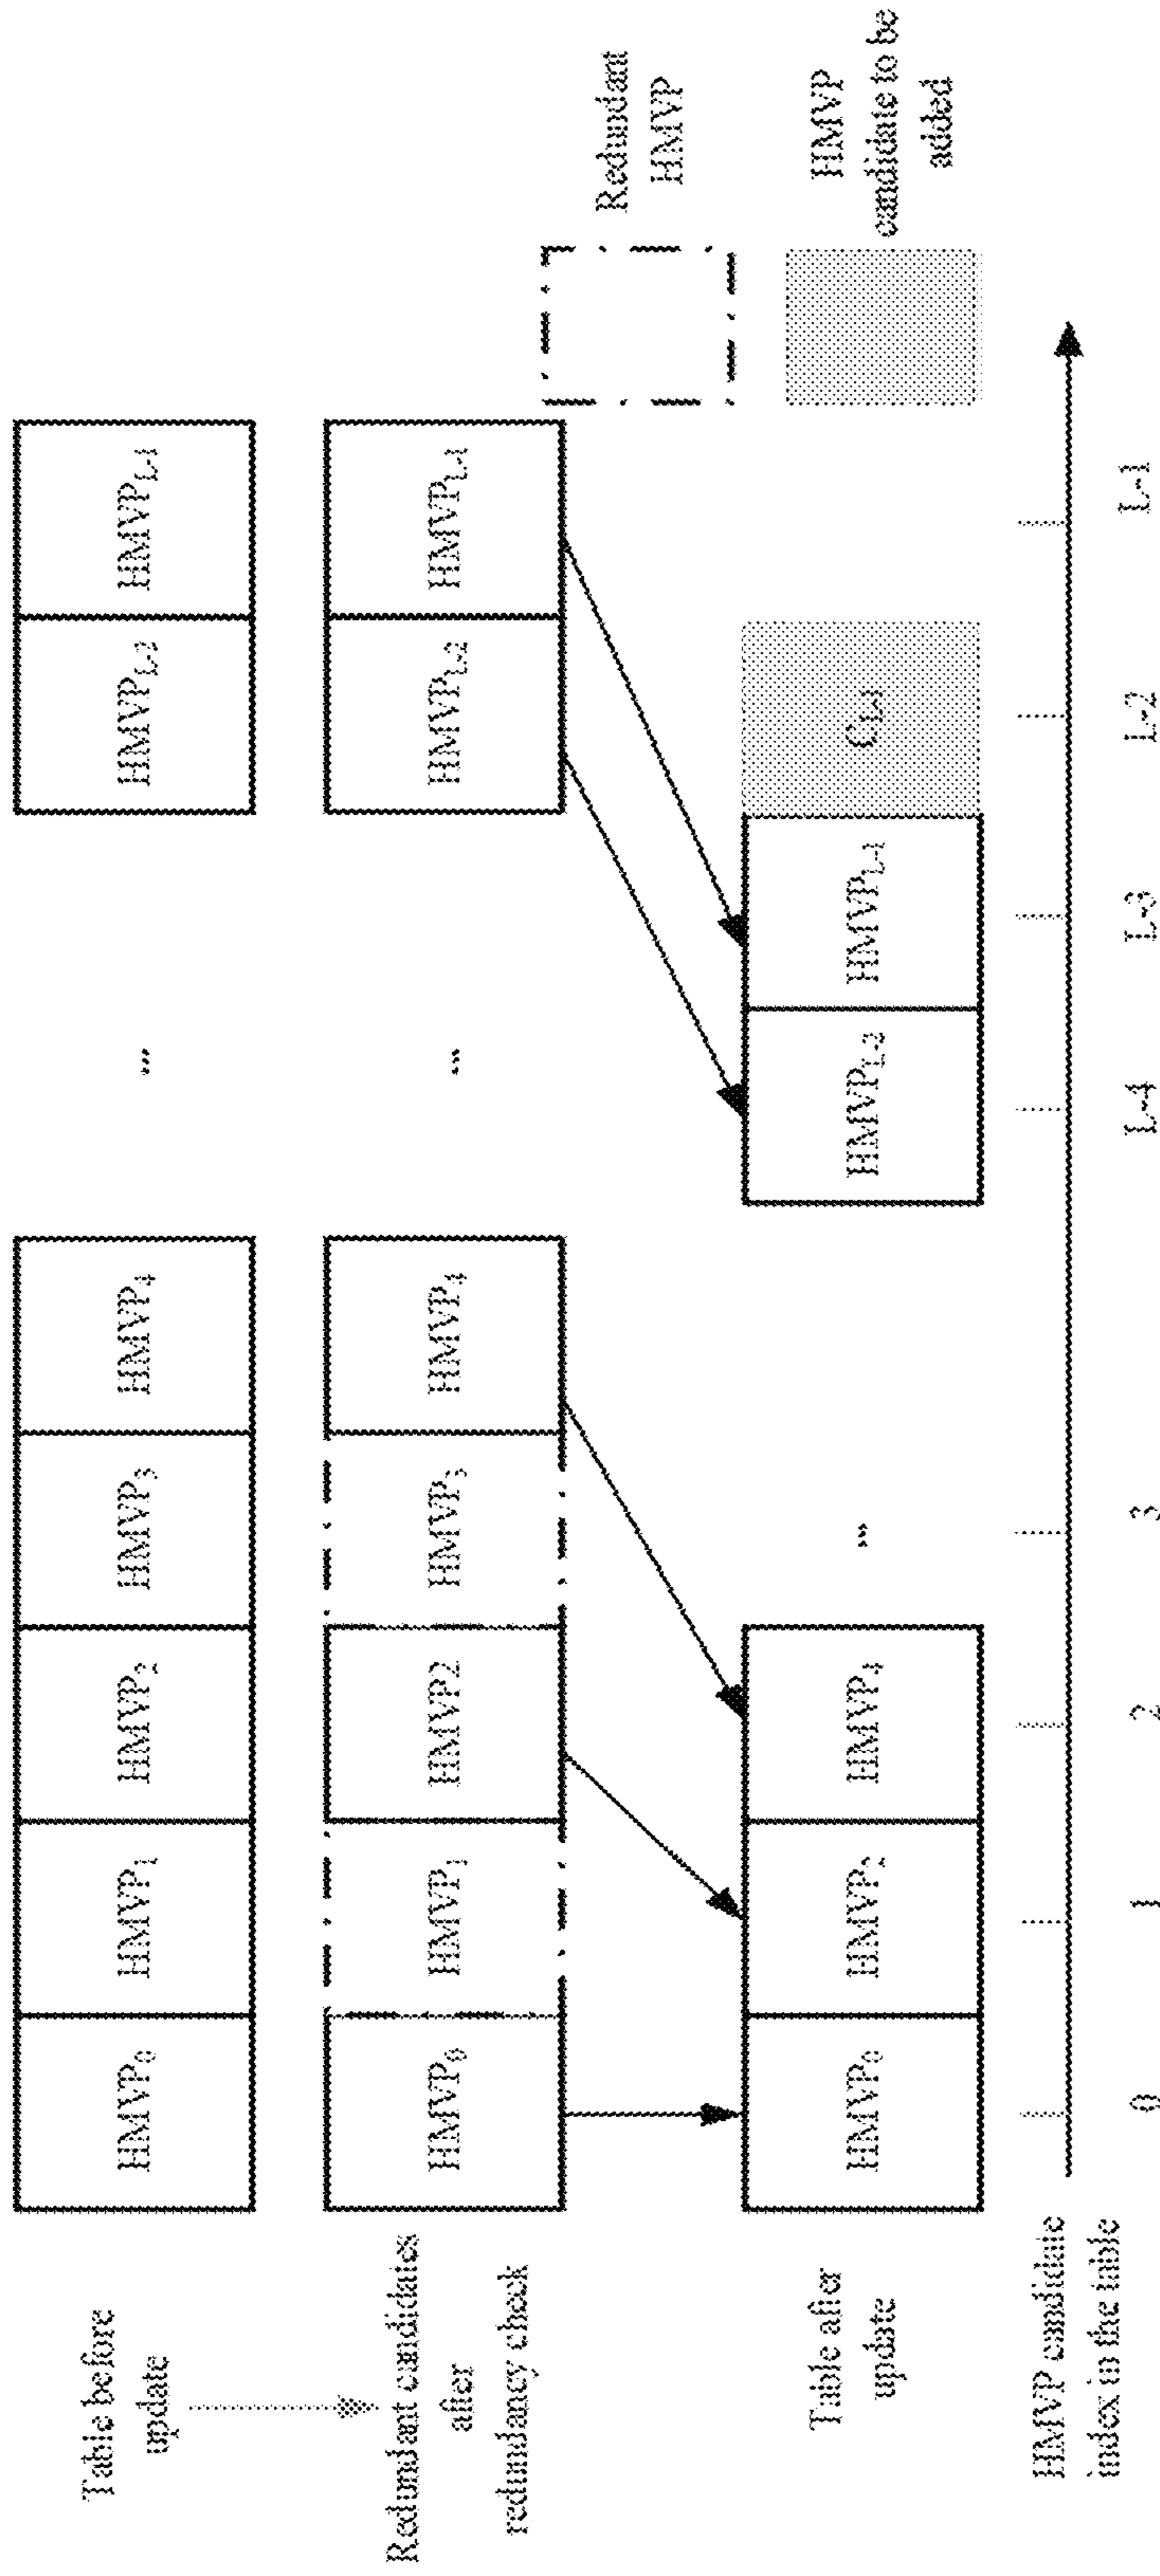 Table before
update
HMVP0
HMVP1
HMVP2
HMVP3
HMVP4
...
HMVPL-2
HMVPL-1
Redundant candidates
after
redundancy check
HMVP0
HMVP1
HMVP2
HMVP3
HMVP4
...
HMVPL-2
HMVPL-1
Redundant
HMVP
Table after
update
HMVP0
HMVP2
HMVP4
...
HMVPL-2
HMVPL-1
CL-1
HMVP
candidate to be
added
HMVP candidate
index in the table
0
1
2
3
L-4
L-3
L-2
L-1